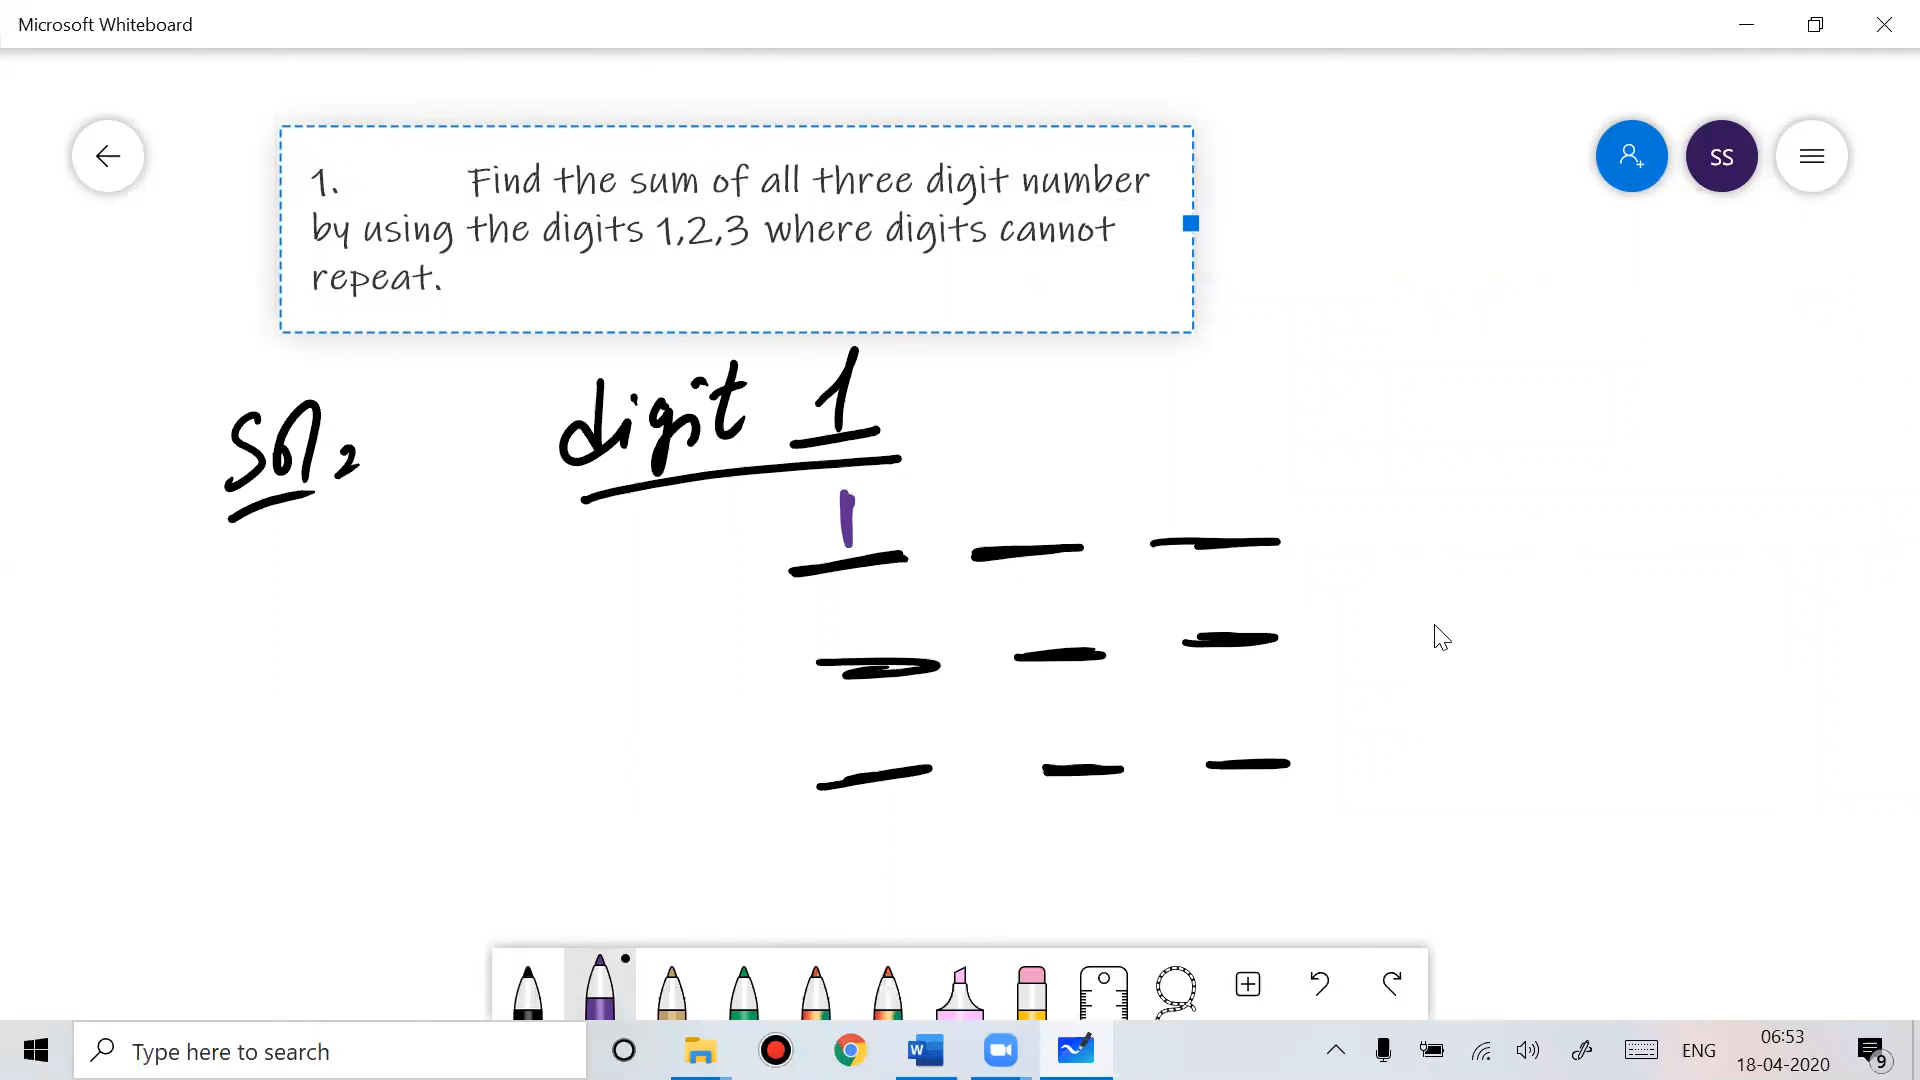 Microsoft Whiteboard
SS
1. Find the sum of all three digit number
by using the digits 1,2,3 where digits cannot
repeat.
digit 1
1
Type here to search
W
ENG
06:53
18-04-2020
9